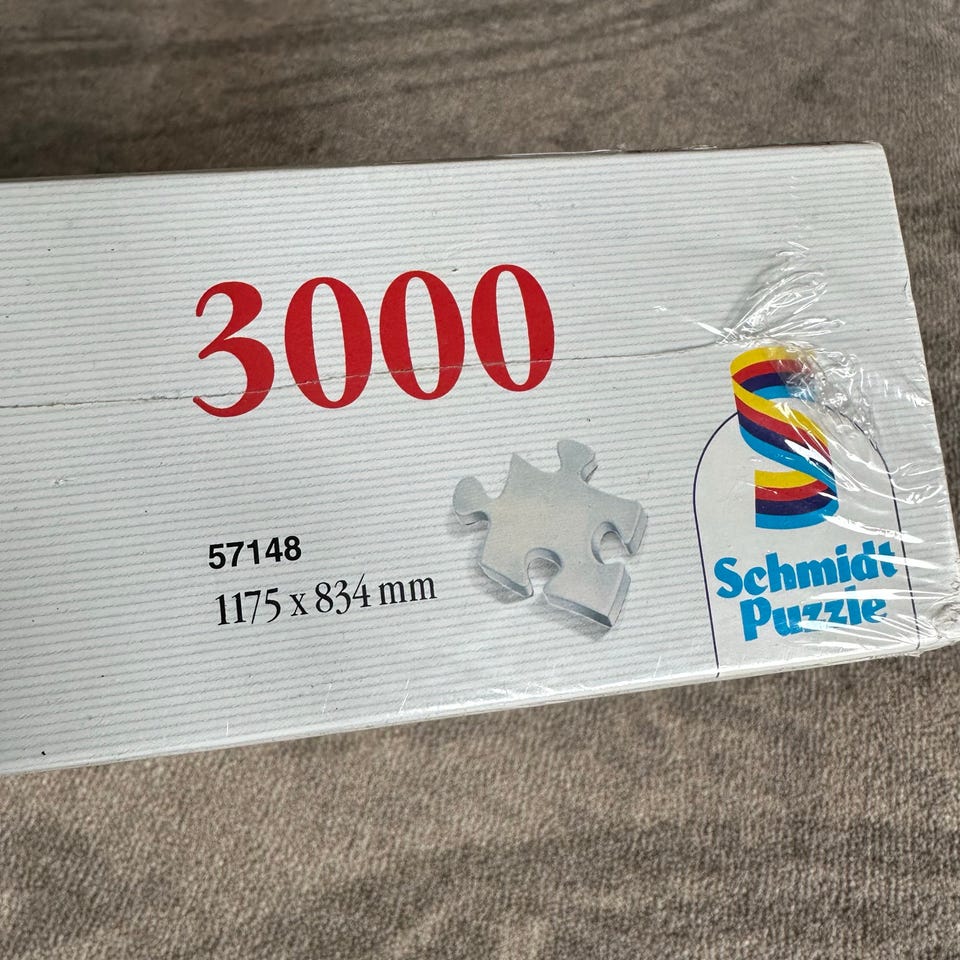 3000
57148
1175 x 834 mm
Schmidt
Puzzle